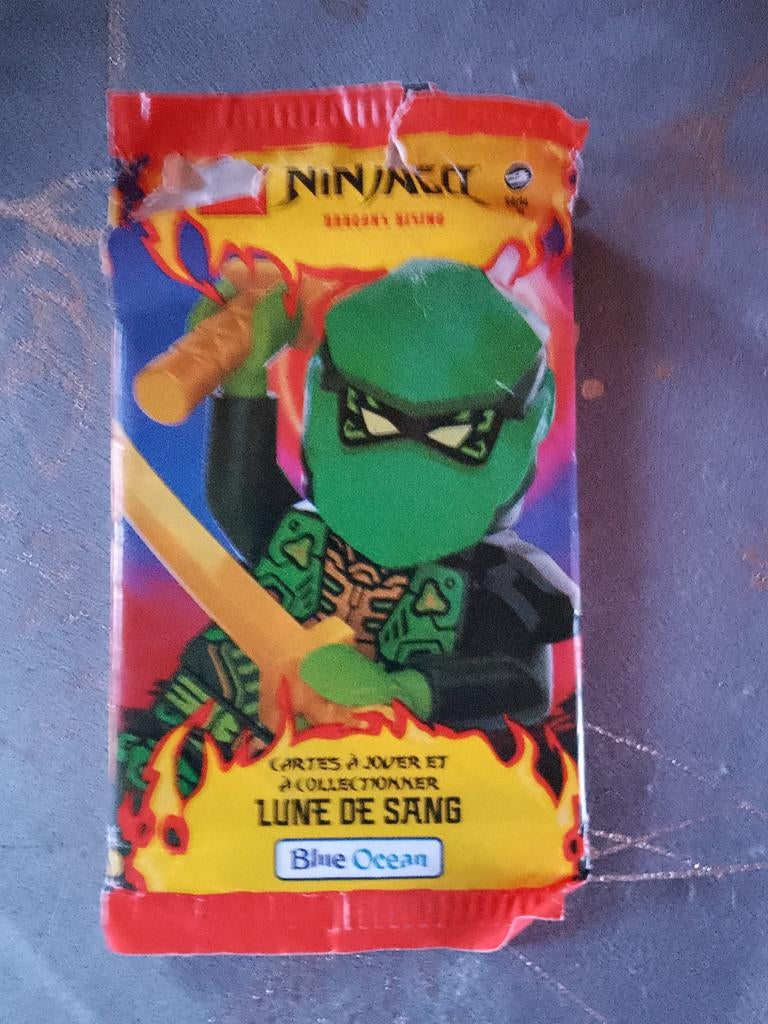 NINJAGO
DRAGONS RISING
CARTES À JOUER ET
À COLLECTIONNER
LUNE DE SANG
Blue Ocean